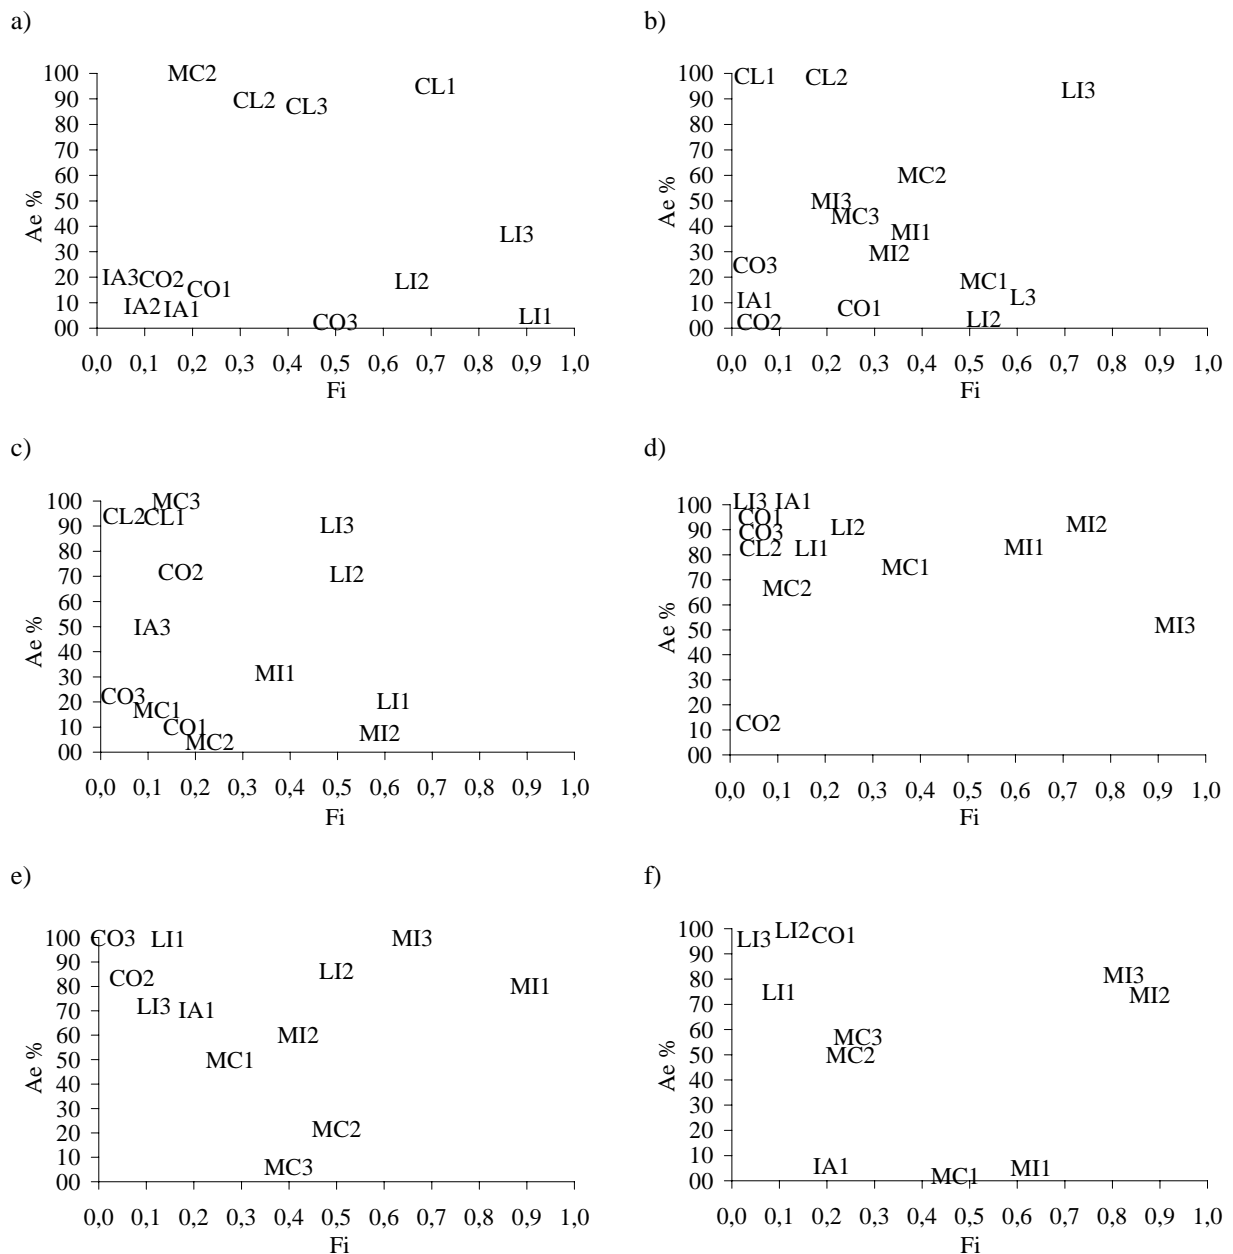 a)
100
90
80
70
60
50
40
30
20
10
00
Ae %
MC2
CL1
CL2
CL3
LI3
IA3
CO2
CO1
LI2
IA2
IA1
CO3
LI1
0,0 0,1 0,2 0,3 0,4 0,5 0,6 0,7 0,8 0,9 1,0
Fi
b)
100
90
80
70
60
50
40
30
20
10
00
Ae %
CL1
CL2
LI3
MC2
MI3
MC3
MI1
MI2
CO3
MC1
IA1
L3
CO1
CO2
LI2
0,0 0,1 0,2 0,3 0,4 0,5 0,6 0,7 0,8 0,9 1,0
Fi
c)
100
90
80
70
60
50
40
30
20
10
00
Ae %
MC3
CL2
CL1
LI3
CO2
LI2
IA3
MI1
CO3
LI1
MC1
CO1
MI2
MC2
0,0 0,1 0,2 0,3 0,4 0,5 0,6 0,7 0,8 0,9 1,0
Fi
d)
100
90
80
70
60
50
40
30
20
10
00
Ae %
LI3
IA1
CO1
CO3
LI2
MI2
CL2
LI1
MI1
MC1
MC2
MI3
CO2
0,0 0,1 0,2 0,3 0,4 0,5 0,6 0,7 0,8 0,9 1,0
Fi
e)
100
90
80
70
60
50
40
30
20
10
00
Ae %
CO3
LI1
MI3
CO2
LI2
MI1
LI3
IA1
MI2
MC1
MC2
MC3
0,0 0,1 0,2 0,3 0,4 0,5 0,6 0,7 0,8 0,9 1,0
Fi
f)
100
90
80
70
60
50
40
30
20
10
00
Ae %
LI3
LI2
CO1
MI3
LI1
MI2
MC3
MC2
IA1
MC1
MI1
0,0 0,1 0,2 0,3 0,4 0,5 0,6 0,7 0,8 0,9 1,0
Fi